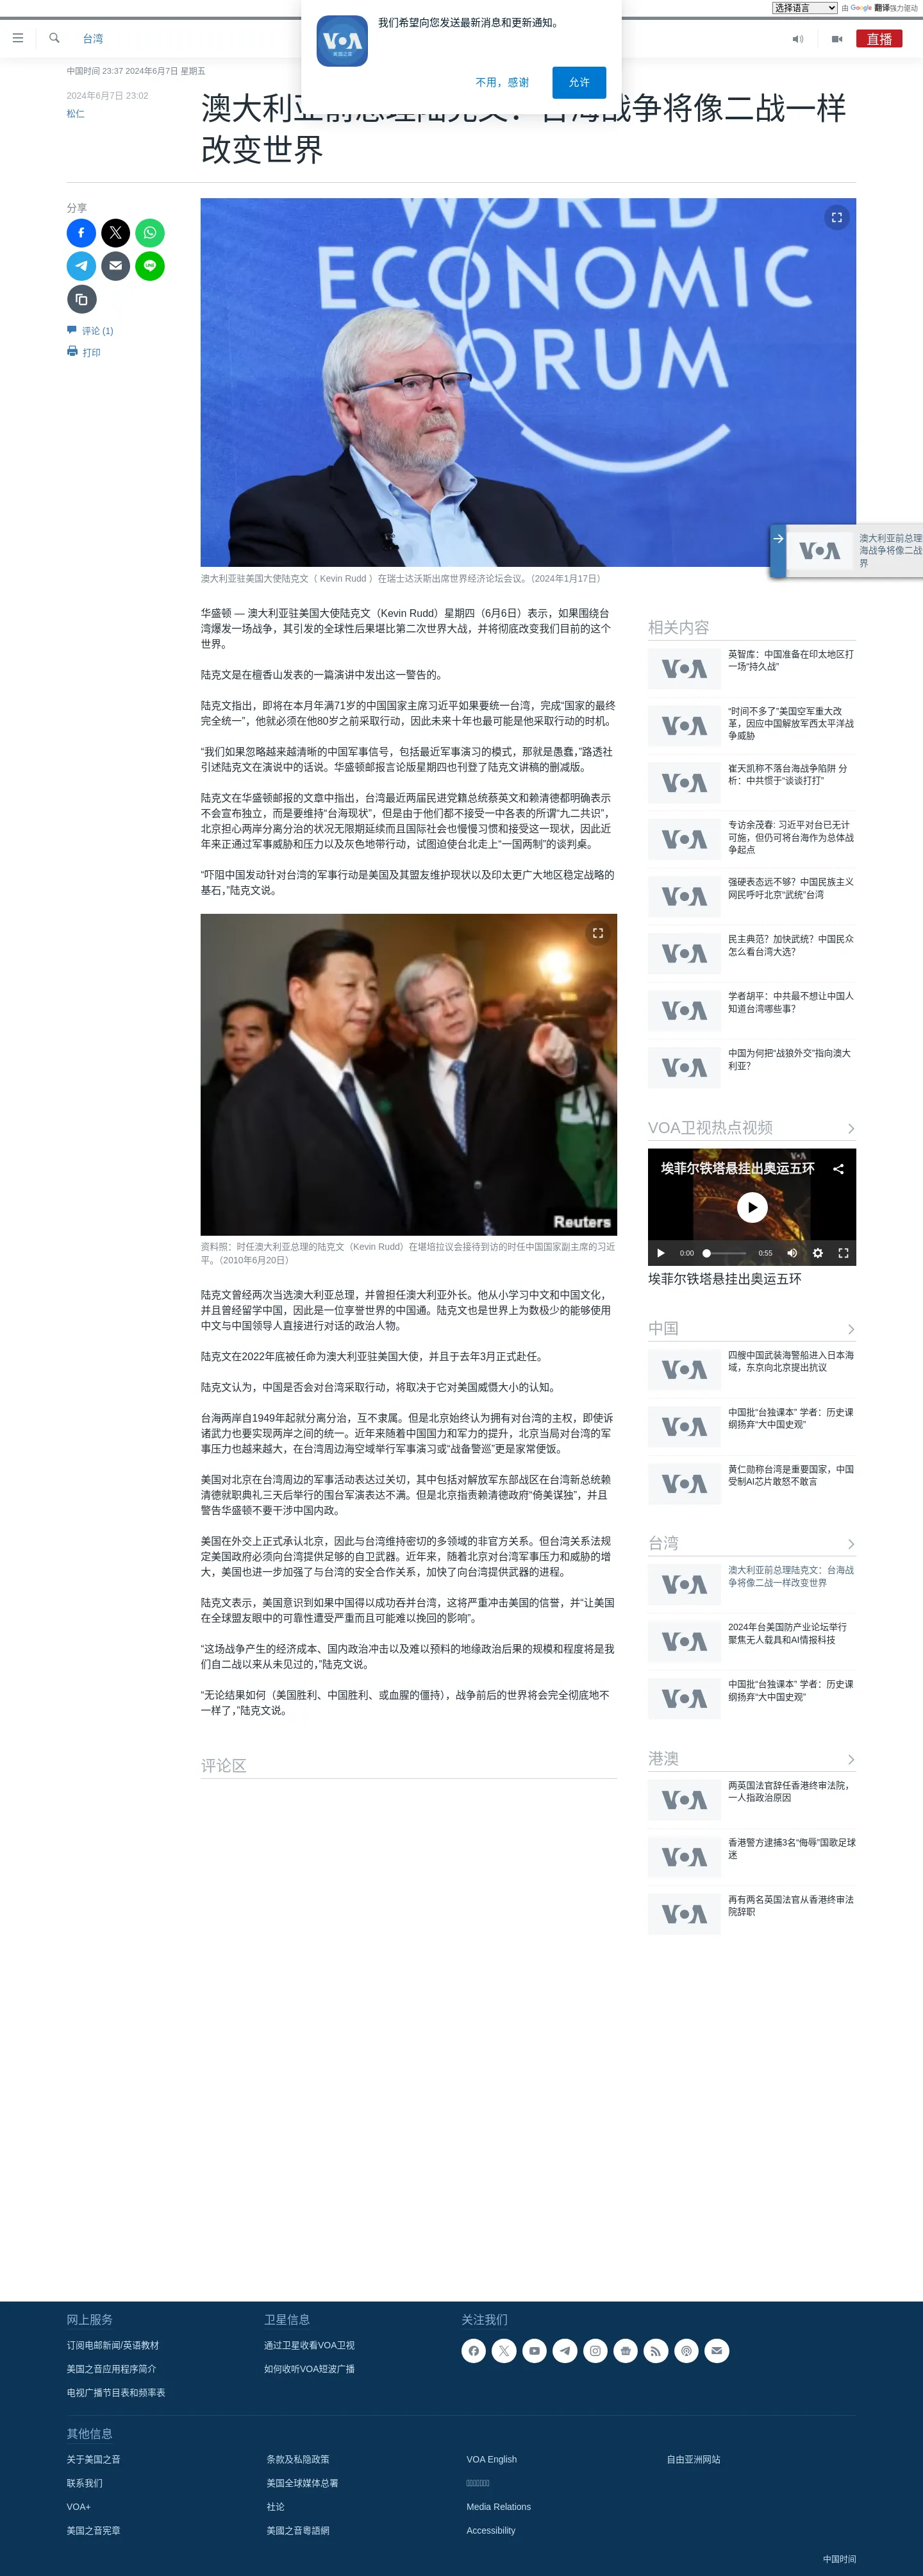 选择语言
由 Google 翻译强力驱动
我们希望向您发送最新消息和更新通知。
不用，感谢
允许
台湾
直播
中国时间 23:37 2024年6月7日 星期五
2024年6月7日 23:02
松仁
澳大利亚前总理陆克文：台海战争将像二战一样
改变世界
分享
评论 (1)
打印
WORLD
ECONOMIC
FORUM
澳大利亚驻美国大使陆克文（ Kevin Rudd ）在瑞士达沃斯出席世界经济论坛会议。（2024年1月17日）
澳大利亚前总理
海战争将像二战
界
华盛顿 — 澳大利亚驻美国大使陆克文（Kevin Rudd）星期四（6月6日）表示，如果围绕台
湾爆发一场战争，其引发的全球性后果堪比第二次世界大战，并将彻底改变我们目前的这个
世界。
陆克文是在檀香山发表的一篇演讲中发出这一警告的。
陆克文指出，即将在本月年满71岁的中国国家主席习近平如果要统一台湾，完成“国家的最终
完全统一”，他就必须在他80岁之前采取行动，因此未来十年也最可能是他采取行动的时机。
“我们如果忽略越来越清晰的中国军事信号，包括最近军事演习的模式，那就是愚蠢，”路透社
引述陆克文在演说中的话说。华盛顿邮报言论版星期四也刊登了陆克文讲稿的删减版。
陆克文在华盛顿邮报的文章中指出，台湾最近两届民进党籍总统蔡英文和赖清德都明确表示
不会宣布独立，而是要维持“台海现状”，但是由于他们都不接受一中各表的所谓“九二共识”，
北京担心两岸分离分治的状况无限期延续而且国际社会也慢慢习惯和接受这一现状，因此近
年来正通过军事威胁和压力以及灰色地带行动，试图迫使台北走上“一国两制”的谈判桌。
“吓阻中国发动针对台湾的军事行动是美国及其盟友维护现状以及印太更广大地区稳定战略的
基石，”陆克文说。
Reuters
资料照：时任澳大利亚总理的陆克文（Kevin Rudd）在堪培拉议会接待到访的时任中国国家副主席的习近
平。（2010年6月20日）
陆克文曾经两次当选澳大利亚总理，并曾担任澳大利亚外长。他从小学习中文和中国文化，
并且曾经留学中国，因此是一位享誉世界的中国通。陆克文也是世界上为数极少的能够使用
中文与中国领导人直接进行对话的政治人物。
陆克文在2022年底被任命为澳大利亚驻美国大使，并且于去年3月正式赴任。
陆克文认为，中国是否会对台湾采取行动，将取决于它对美国威慑大小的认知。
台海两岸自1949年起就分离分治，互不隶属。但是北京始终认为拥有对台湾的主权，即使诉
诸武力也要实现两岸之间的统一。近年来随着中国国力和军力的提升，北京当局对台湾的军
事压力也越来越大，在台湾周边海空域举行军事演习或“战备警巡”更是家常便饭。
美国对北京在台湾周边的军事活动表达过关切，其中包括对解放军东部战区在台湾新总统赖
清德就职典礼三天后举行的围台军演表达不满。但是北京指责赖清德政府“倚美谋独”，并且
警告华盛顿不要干涉中国内政。
美国在外交上正式承认北京，因此与台湾维持密切的多领域的非官方关系。但台湾关系法规
定美国政府必须向台湾提供足够的自卫武器。近年来，随着北京对台湾军事压力和威胁的增
大，美国也进一步加强了与台湾的安全合作关系，加快了向台湾提供武器的进程。
陆克文表示，美国意识到如果中国得以成功吞并台湾，这将严重冲击美国的信誉，并“让美国
在全球盟友眼中的可靠性遭受严重而且可能难以挽回的影响”。
“这场战争产生的经济成本、国内政治冲击以及难以预料的地缘政治后果的规模和程度将是我
们自二战以来从未见过的，”陆克文说。
“无论结果如何（美国胜利、中国胜利、或血腥的僵持），战争前后的世界将会完全彻底地不
一样了，”陆克文说。
评论区
相关内容
英智库：中国准备在印太地区打
一场“持久战”
“时间不多了”美国空军重大改
革，因应中国解放军西太平洋战
争威胁
崔天凯称不落台海战争陷阱 分
析：中共惯于“谈谈打打”
专访余茂春: 习近平对台已无计
可施，但仍可将台海作为总体战
争起点
强硬表态远不够？中国民族主义
网民呼吁北京“武统”台湾
民主典范？加快武统？中国民众
怎么看台湾大选？
学者胡平：中共最不想让中国人
知道台湾哪些事？
中国为何把“战狼外交”指向澳大
利亚？
VOA卫视热点视频
埃菲尔铁塔悬挂出奥运五环
0:00
0:55
埃菲尔铁塔悬挂出奥运五环
中国
四艘中国武装海警船进入日本海
域，东京向北京提出抗议
中国批“台独课本” 学者：历史课
纲扬弃“大中国史观”
黄仁勋称台湾是重要国家，中国
受制AI芯片敢怒不敢言
台湾
澳大利亚前总理陆克文：台海战
争将像二战一样改变世界
2024年台美国防产业论坛举行
聚焦无人载具和AI情报科技
中国批“台独课本” 学者：历史课
纲扬弃“大中国史观”
港澳
两英国法官辞任香港终审法院，
一人指政治原因
香港警方逮捕3名“侮辱”国歌足球
迷
再有两名英国法官从香港终审法
院辞职
网上服务
订阅电邮新闻/英语教材
美国之音应用程序简介
电视广播节目表和频率表
卫星信息
通过卫星收看VOA卫视
如何收听VOA短波广播
关注我们
其他信息
关于美国之音
联系我们
VOA+
美国之音宪章
条款及私隐政策
美国全球媒体总署
社论
美國之音粵語網
VOA English
Media Relations
Accessibility
自由亚洲网站
中国时间